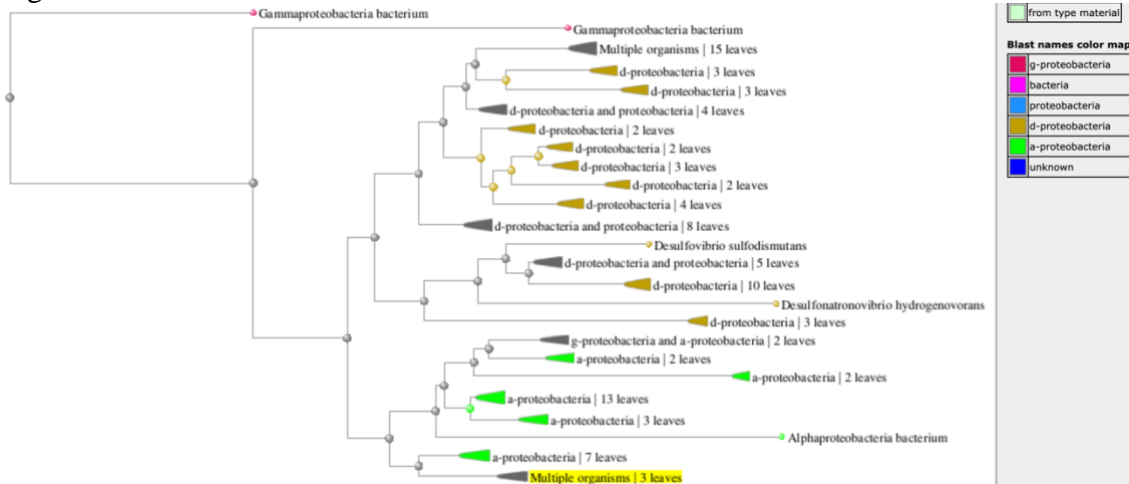 Gammaproteobacteria bacterium
Gammaproteobacteria bacterium
Multiple organisms | 15 leaves
d-proteobacteria | 3 leaves
d-proteobacteria | 3 leaves
d-proteobacteria and proteobacteria | 4 leaves
d-proteobacteria | 2 leaves
d-proteobacteria | 2 leaves
d-proteobacteria | 3 leaves
d-proteobacteria | 2 leaves
d-proteobacteria | 4 leaves
d-proteobacteria and proteobacteria | 8 leaves
Desulfovibrio sulfodismutans
d-proteobacteria and proteobacteria | 5 leaves
d-proteobacteria | 10 leaves
Desulfonatronovibrio hydrogenovorans
d-proteobacteria | 3 leaves
g-proteobacteria and a-proteobacteria | 2 leaves
a-proteobacteria | 2 leaves
a-proteobacteria | 2 leaves
a-proteobacteria | 13 leaves
a-proteobacteria | 3 leaves
Alphaproteobacteria bacterium
a-proteobacteria | 7 leaves
Multiple organisms | 3 leaves
from type material
Blast names color map
g-proteobacteria
bacteria
proteobacteria
d-proteobacteria
a-proteobacteria
unknown